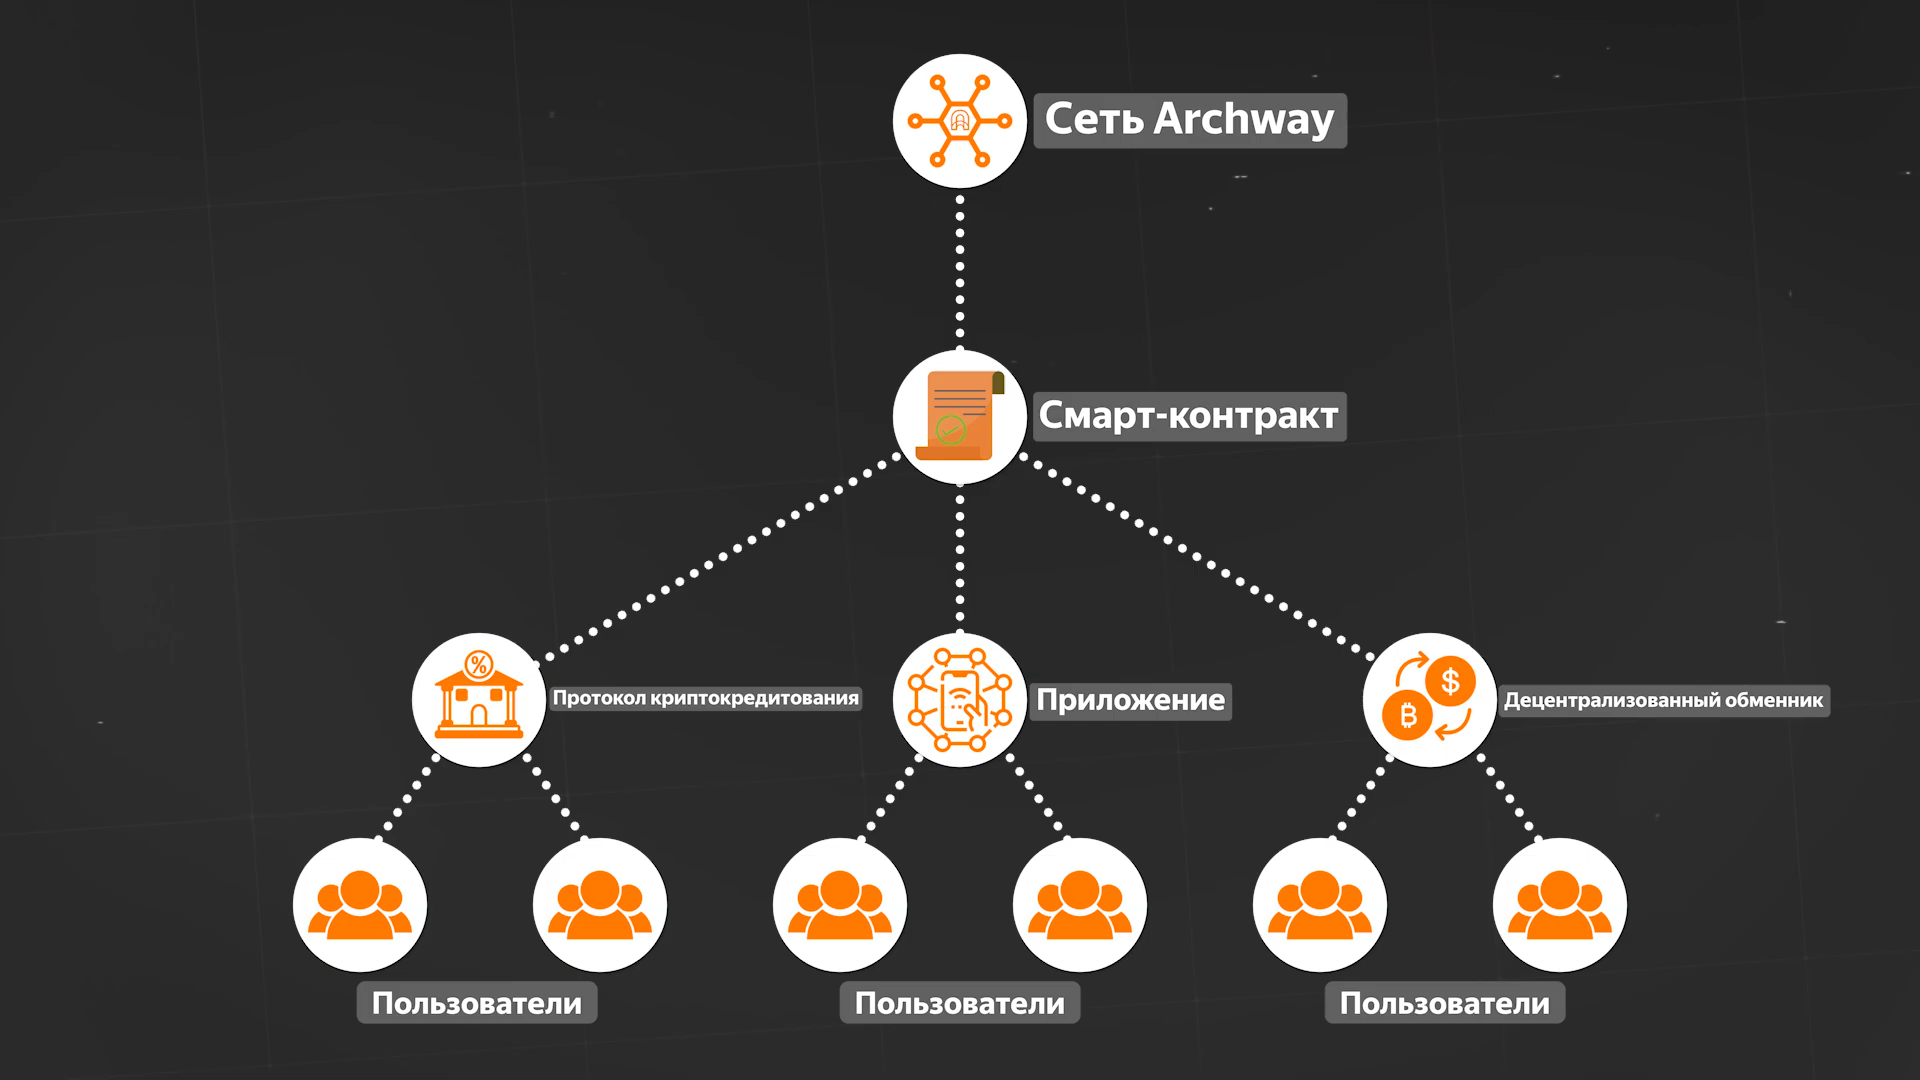 Сеть Archway
Смарт-контракт
%
Протокол криптокредитования
Приложение
$
B
Децентрализованный обменник
Пользователи
Пользователи
Пользователи